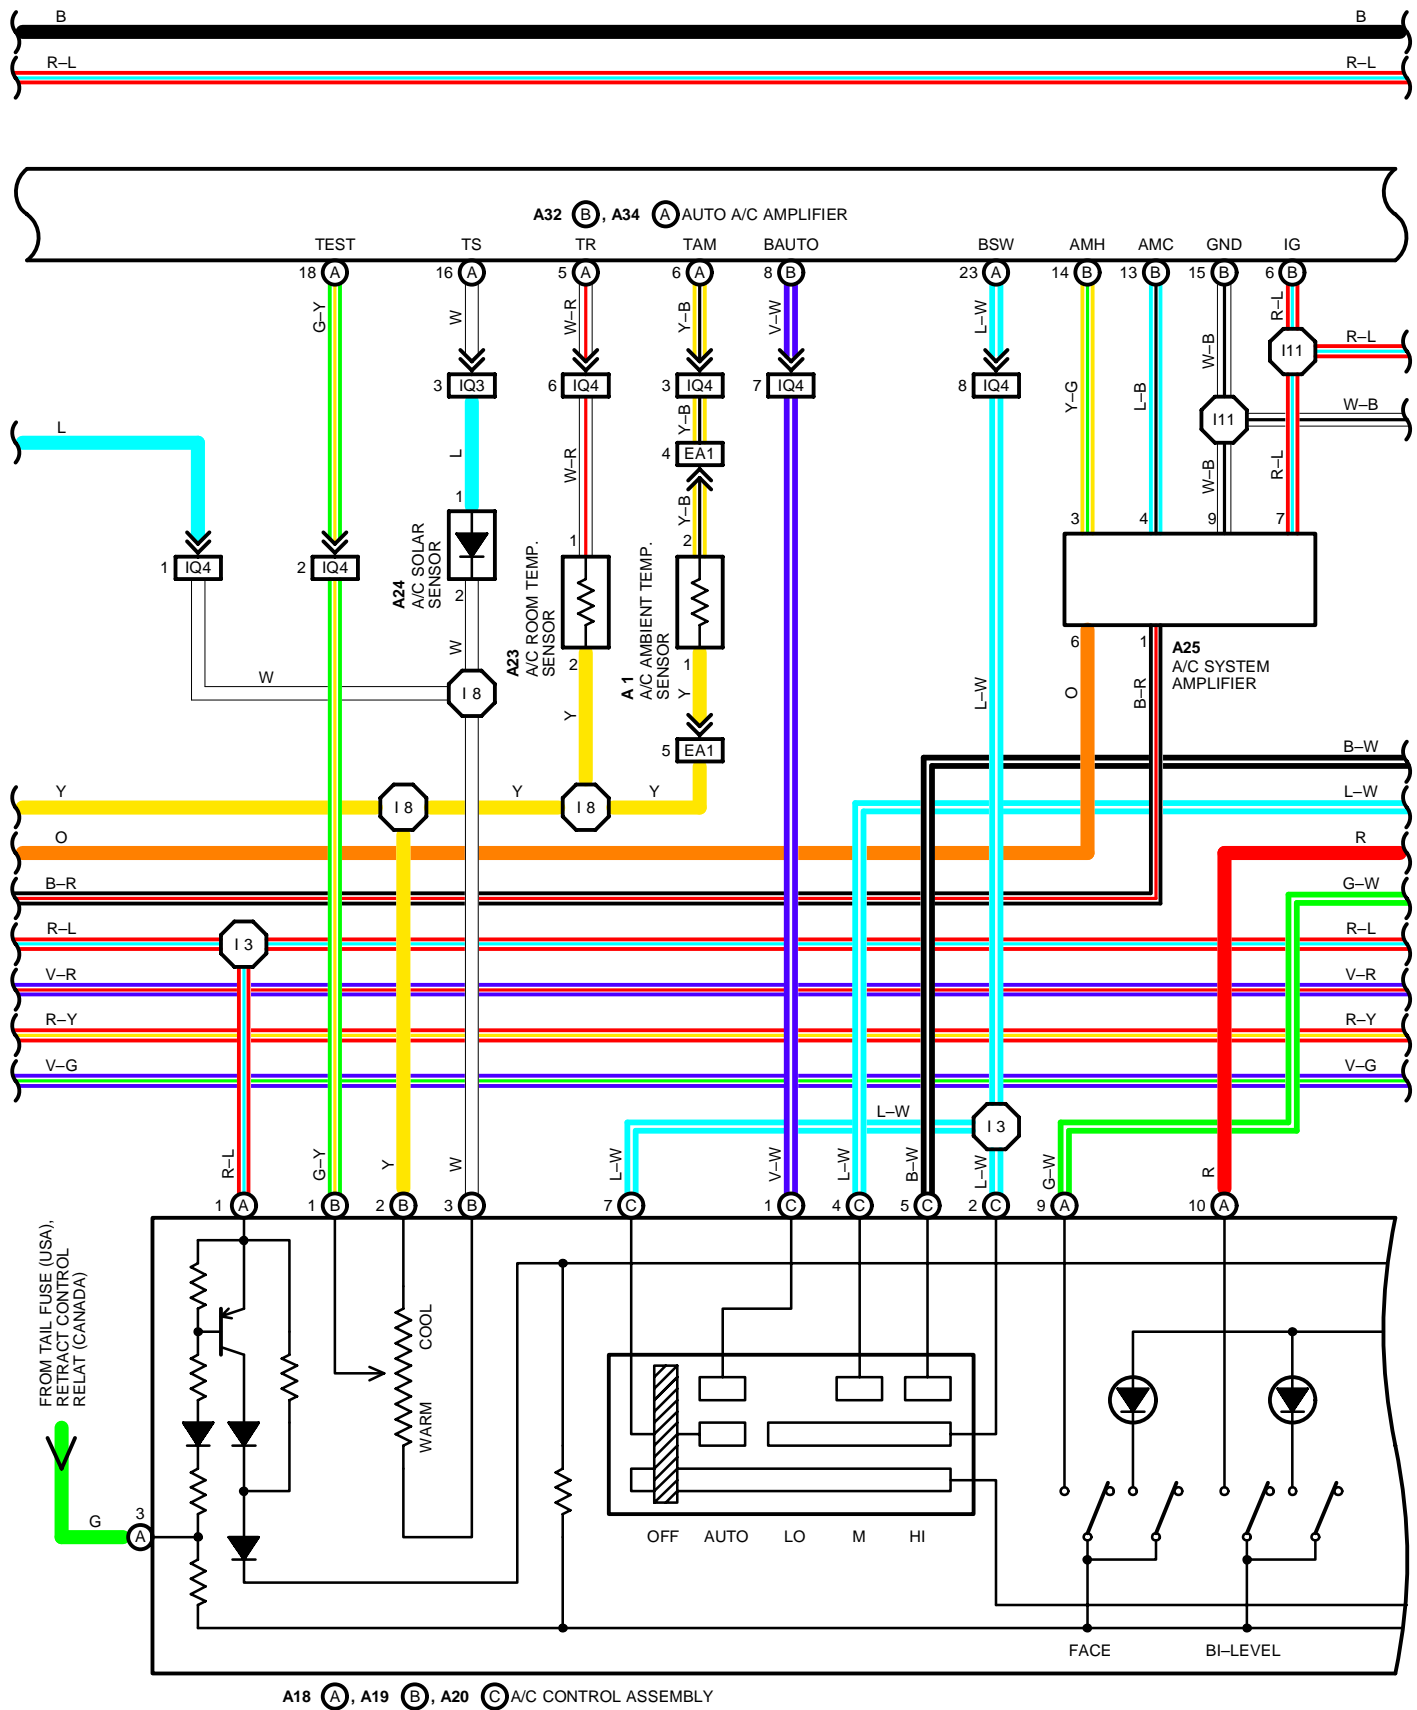 B B
R–L R–L
A32 B , A34 A AUTO A/C AMPLIFIER
TEST TS TR TAM BAUTO BSW AMH AMC GND IG
18 A 16 A 5 A 6 A 8 B 23 A 14 B 13 B 15 B 6 B
G–Y W W–R Y–B V–W L–W R–L
I11 R–L
W–B
3 IQ3 6 IQ4 3 IQ4 7 IQ4 8 IQ4
Y–G L–B
I11 W–B
L
Y–B
4 EA1
L W–R W–B R–L
Y–B
1
3 4 9 7
1 2
1 IQ4 2 IQ4
A24
A/C SOLAR
SENSOR
2
A23
A/C ROOM TEMP.
SENSOR
A 1
A/C AMBIENT TEMP.
SENSOR
6 1
A25
A/C SYSTEM
AMPLIFIER
W 2 1
W I 8
Y Y L–W O B–R
5 EA1
B–W
Y I 8 Y I 8 Y L–W
O R
B–R G–W
R–L I 3 R–L
V–R V–R
R–Y R–Y
V–G V–G
L–W I 3
R–L G–Y Y W L–W V–W L–W B–W L–W G–W R
1 A 1 B 2 B 3 B 7 C 1 C 4 C 5 C 2 C 9 A 10 A
FROM TAIL FUSE (USA),
RETRACT CONTROL
RELAT (CANADA)
COOL
WARM
G 3
A
OFF AUTO LO M HI
FACE BI–LEVEL
A18 A , A19 B , A20 C A/C CONTROL ASSEMBLY